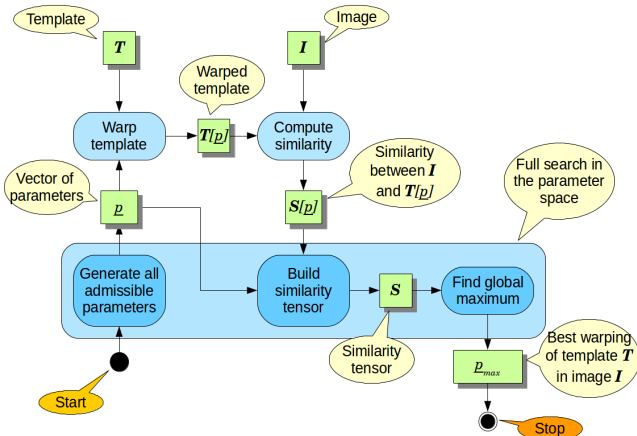 Template
T
I
Image
Warped
template
Warp
template
T[p]
Compute
similarity
Similarity
between I
and T[p]
Full search in
the parameter
space
Vector of
parameters
p
S[p]
Generate all
admissible
parameters
Build
similarity
tensor
S
Find global
maximum
Similarity
tensor
p_max
Best warping
of template T
in image I
Start
Stop